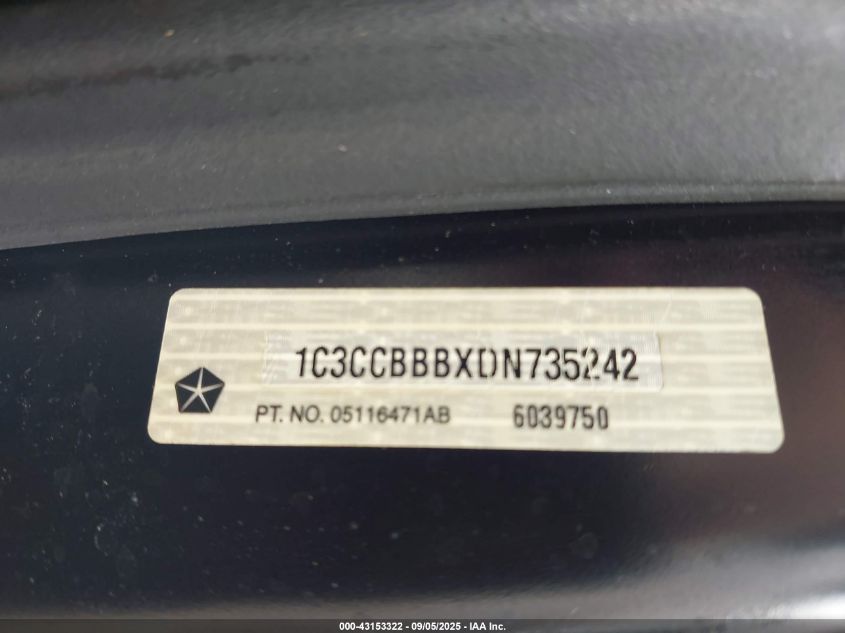 1C3CCBBBXDN735242
PT. NO. 05116471AB 6039750
000-43153322 - 09/05/2025 - IAA Inc.